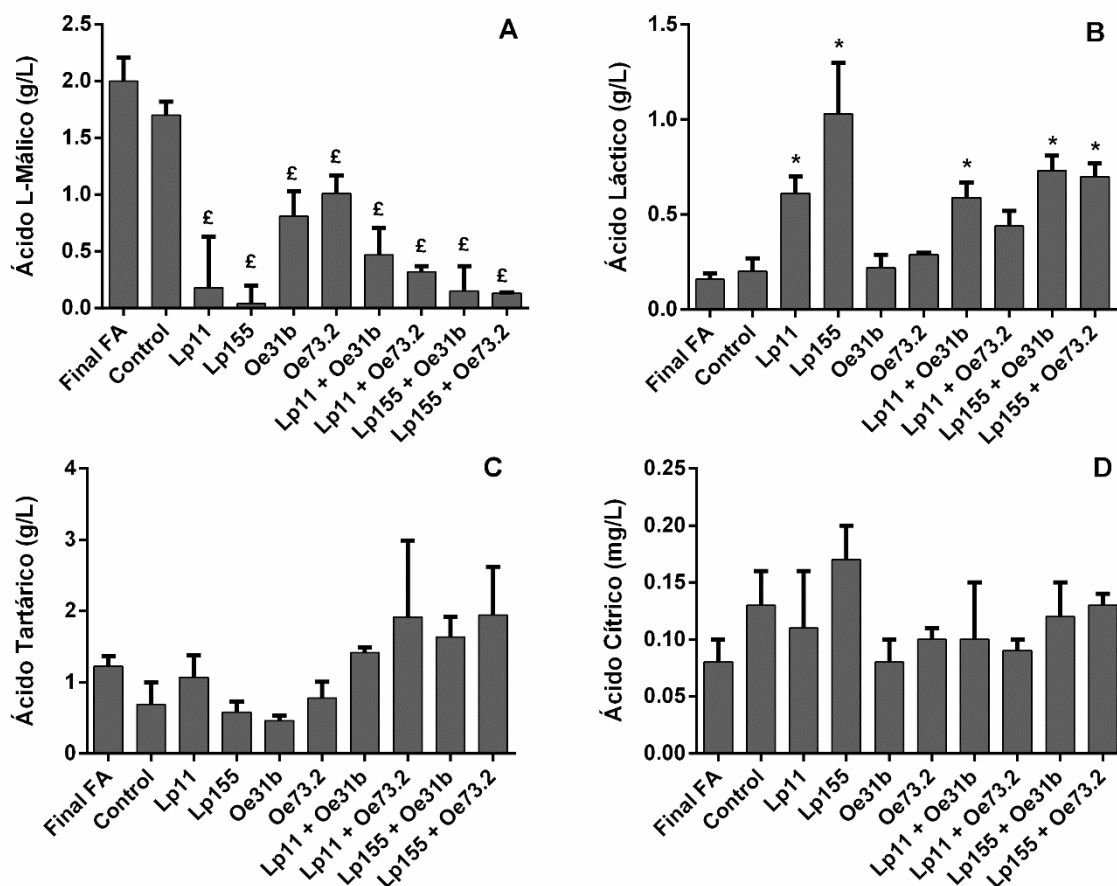 A
Ácido L-Málico (g/L)
2.5
2.0
1.5
1.0
0.5
0.0
£
£
£
£
£
£
£
£
Final FA
Control
Lp11
Lp155
Oe31b
Oe73.2
Lp11 + Oe31b
Lp11 + Oe73.2
Lp155 + Oe31b
Lp155 + Oe73.2
B
Ácido Láctico (g/L)
1.5
1.0
0.5
0.0
*
*
*
*
*
Final FA
Control
Lp11
Lp155
Oe31b
Oe73.2
Lp11 + Oe31b
Lp11 + Oe73.2
Lp155 + Oe31b
Lp155 + Oe73.2
C
Ácido Tartárico (g/L)
4
3
2
1
0
Final FA
Control
Lp11
Lp155
Oe31b
Oe73.2
Lp11 + Oe31b
Lp11 + Oe73.2
Lp155 + Oe31b
Lp155 + Oe73.2
D
Ácido Cítrico (mg/L)
0.25
0.20
0.15
0.10
0.05
0.00
Final FA
Control
Lp11
Lp155
Oe31b
Oe73.2
Lp11 + Oe31b
Lp11 + Oe73.2
Lp155 + Oe31b
Lp155 + Oe73.2